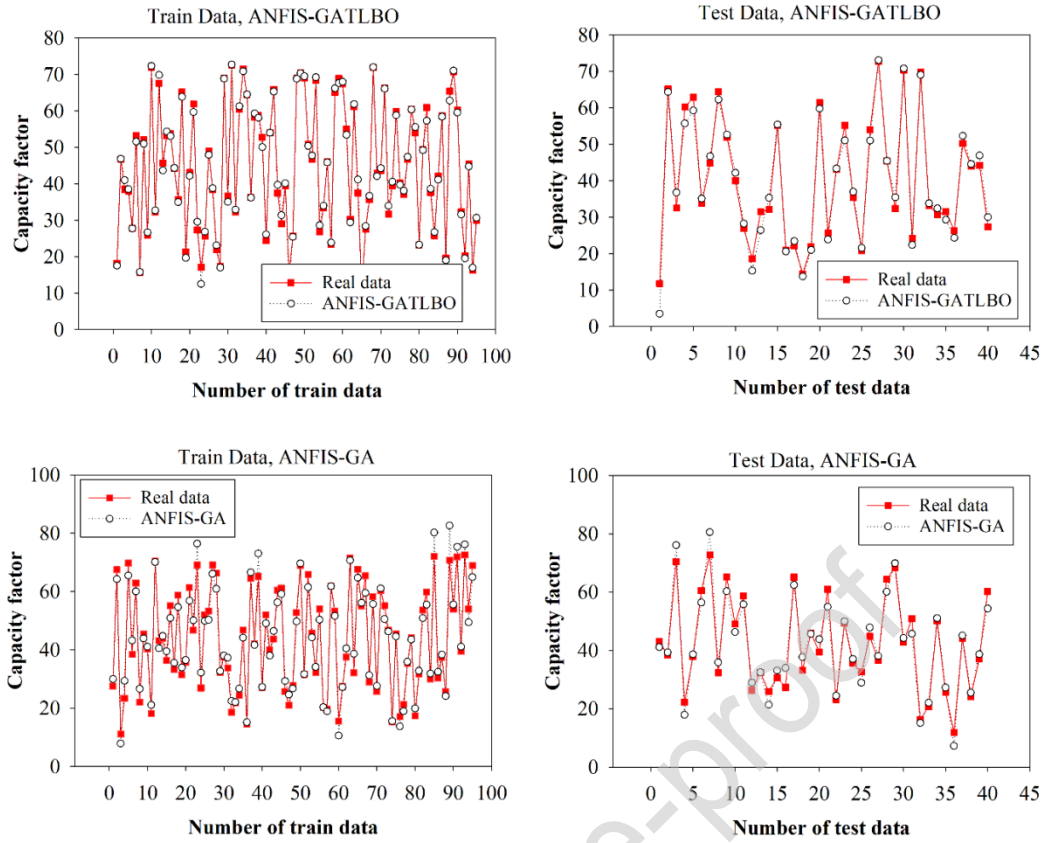 Train Data, ANFIS-GATLBO
80
70
60
50
40
30
20
10
0
Capacity factor
Real data
ANFIS-GATLBO
0 10 20 30 40 50 60 70 80 90 100
Number of train data
Test Data, ANFIS-GATLBO
80
70
60
50
40
30
20
10
0
Capacity factor
Real data
ANFIS-GATLBO
0 5 10 15 20 25 30 35 40 45
Number of test data
Train Data, ANFIS-GA
100
80
60
40
20
0
Capacity factor
Real data
ANFIS-GA
0 10 20 30 40 50 60 70 80 90 100
Number of train data
Test Data, ANFIS-GA
100
80
60
40
20
0
Capacity factor
Real data
ANFIS-GA
0 5 10 15 20 25 30 35 40 45
Number of test data
e-proof